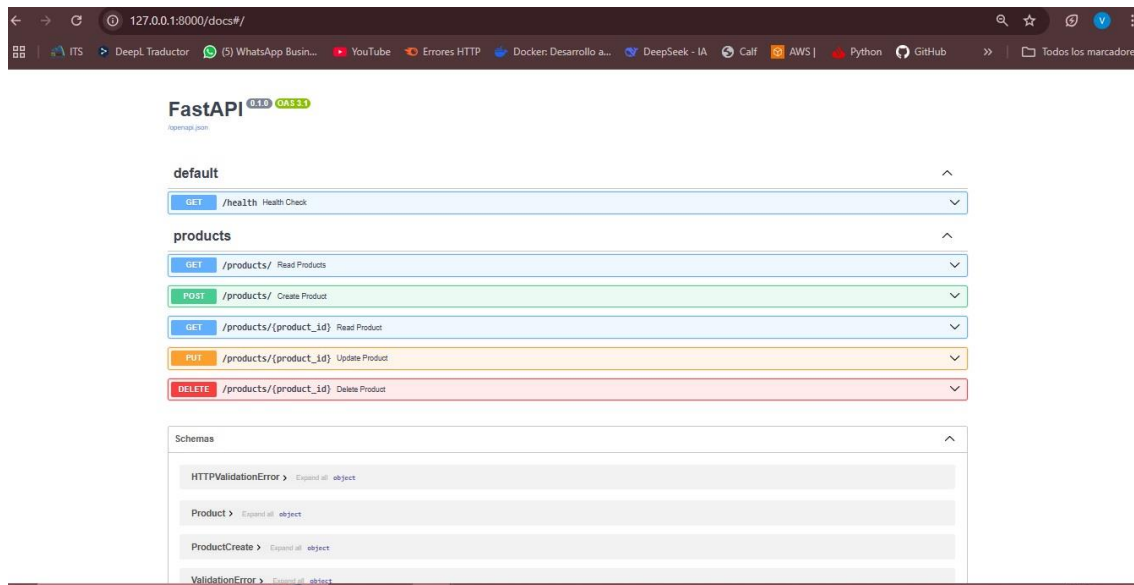 127.0.0.1:8000/docs#/
V
ITS DeepL Traductor (5) WhatsApp Busin... YouTube Errores HTTP Docker: Desarrollo a... DeepSeek - IA Calf AWS | Python GitHub » Todos los marcadore
FastAPI 0.1.0 OAS 3.1
/openapi.json
default
GET /health Health Check
products
GET /products/ Read Products
POST /products/ Create Product
GET /products/{product_id} Read Product
PUT /products/{product_id} Update Product
DELETE /products/{product_id} Delete Product
Schemas
HTTPValidationError > Expand all object
Product > Expand all object
ProductCreate > Expand all object
ValidationError > Expand all object